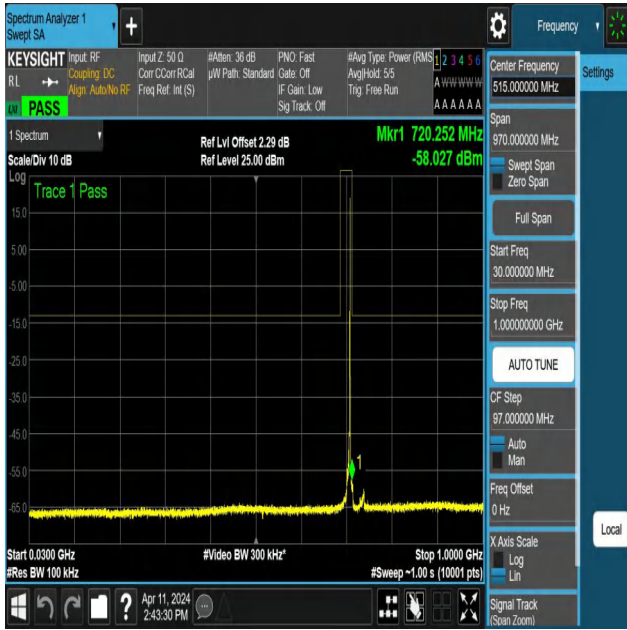 Spectrum Analyzer 1
Swept SA
+
Frequency
KEYSIGHT
RL
PASS
Input: RF
Coupling: DC
Align: Auto/No RF
Input Z: 50 Ω
Corr CCorr RCal
Freq Ref: Int (S)
#Atten: 36 dB
µW Path: Standard
PNO: Fast
Gate: Off
IF Gain: Low
Sig Track: Off
#Avg Type: Power (RMS
Avg|Hold: 5/5
Trig: Free Run
1 2 3 4 5 6
A W W W W W
A A A A A A
1 Spectrum
Scale/Div 10 dB
Log
Ref Lvl Offset 2.29 dB
Ref Level 25.00 dBm
Mkr1 720.252 MHz
-58.027 dBm
Trace 1 Pass
15.0
5.00
-5.00
-15.0
-25.0
-35.0
-45.0
-55.0
-65.0
1
Start 0.0300 GHz
#Res BW 100 kHz
#Video BW 300 kHz*
Stop 1.0000 GHz
#Sweep ~1.00 s (10001 pts)
Apr 11, 2024
2:43:30 PM
?
Center Frequency
515.000000 MHz
Settings
Span
970.000000 MHz
Swept Span
Zero Span
Full Span
Start Freq
30.000000 MHz
Stop Freq
1.000000000 GHz
AUTO TUNE
CF Step
97.000000 MHz
Auto
Man
Freq Offset
0 Hz
Local
X Axis Scale
Log
Lin
Signal Track
(Span Zoom)